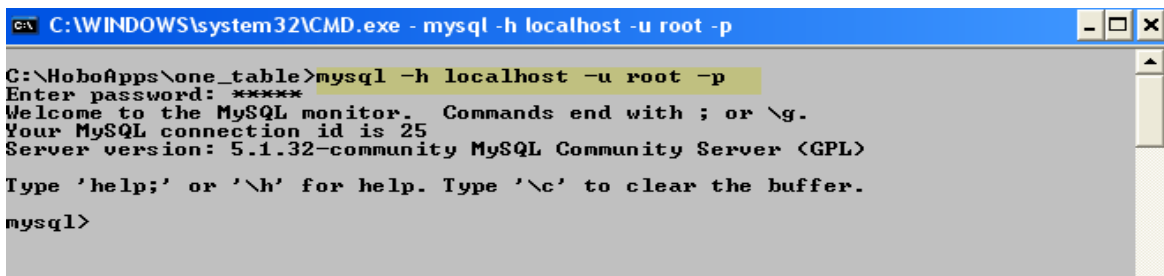 C:\WINDOWS\system32\CMD.exe - mysql -h localhost -u root -p
C:\HoboApps\one_table>mysql -h localhost -u root -p
Enter password: *****
Welcome to the MySQL monitor.  Commands end with ; or \g.
Your MySQL connection id is 25
Server version: 5.1.32-community MySQL Community Server (GPL)
Type 'help;' or '\h' for help. Type '\c' to clear the buffer.
mysql>